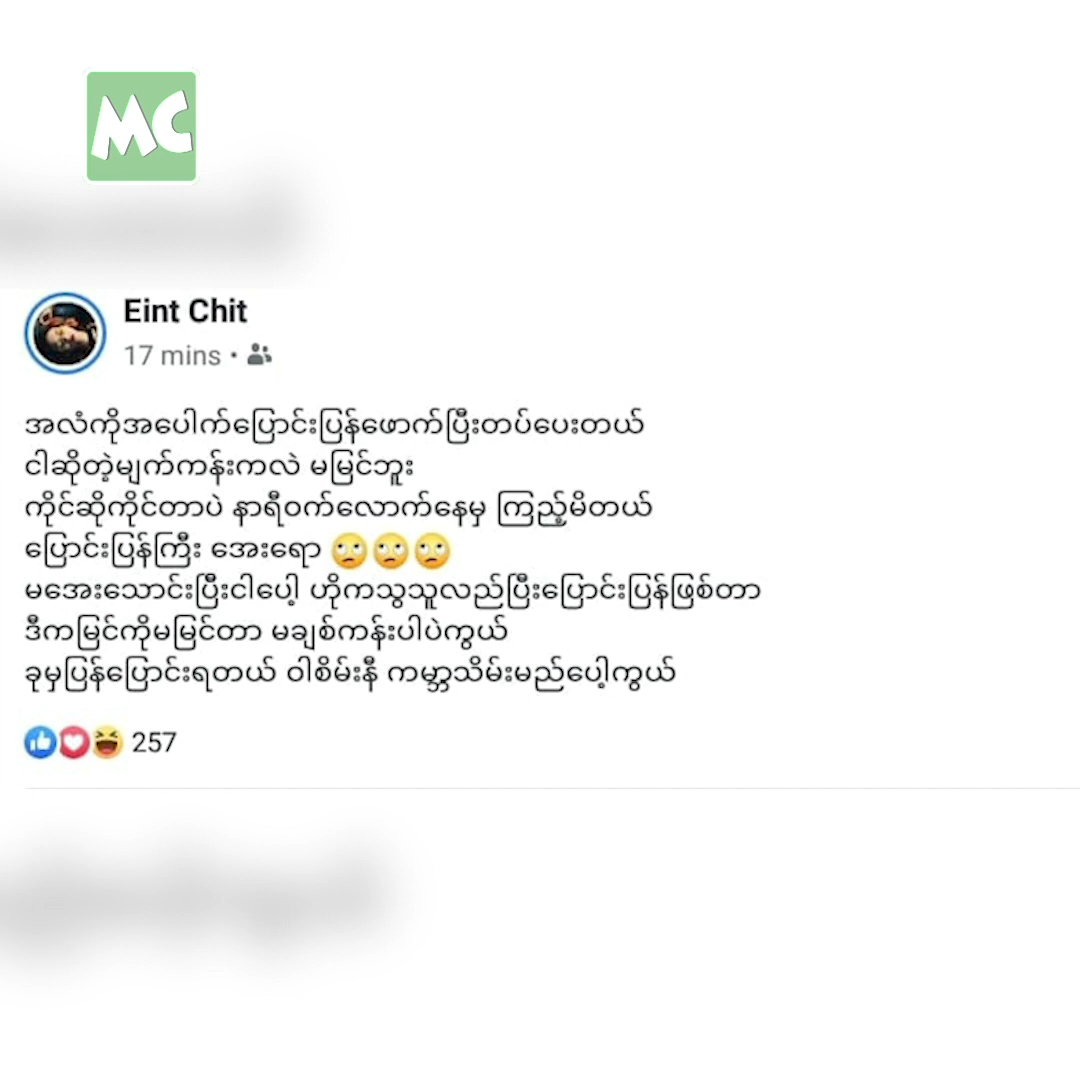 MC
Eint Chit
17 mins •
အလံကိုအပေါက်ပြောင်းပြန်ဖောက်ပြီးတပ်ပေးတယ်
ငါဆိုတဲ့မျက်ကန်းကလဲ မမြင်ဘူး
ကိုင်ဆိုကိုင်တာပဲ နာရီဝက်လောက်နေမှ ကြည့်မိတယ်
ပြောင်းပြန်ကြီး အေးရော 🙄🙄🙄
မအေးသောင်းပြီးငါပေါ့ ဟိုကသွသူလည်ပြီးပြောင်းပြန်ဖြစ်တာ
ဒီကမြင်ကိုမမြင်တာ မချစ်ကန်းပါပဲကွယ်
ခုမှပြန်ပြောင်းရတယ် ဝါစိမ်းနီ ကမ္ဘာသိမ်းမည်ပေါ့ကွယ်
257